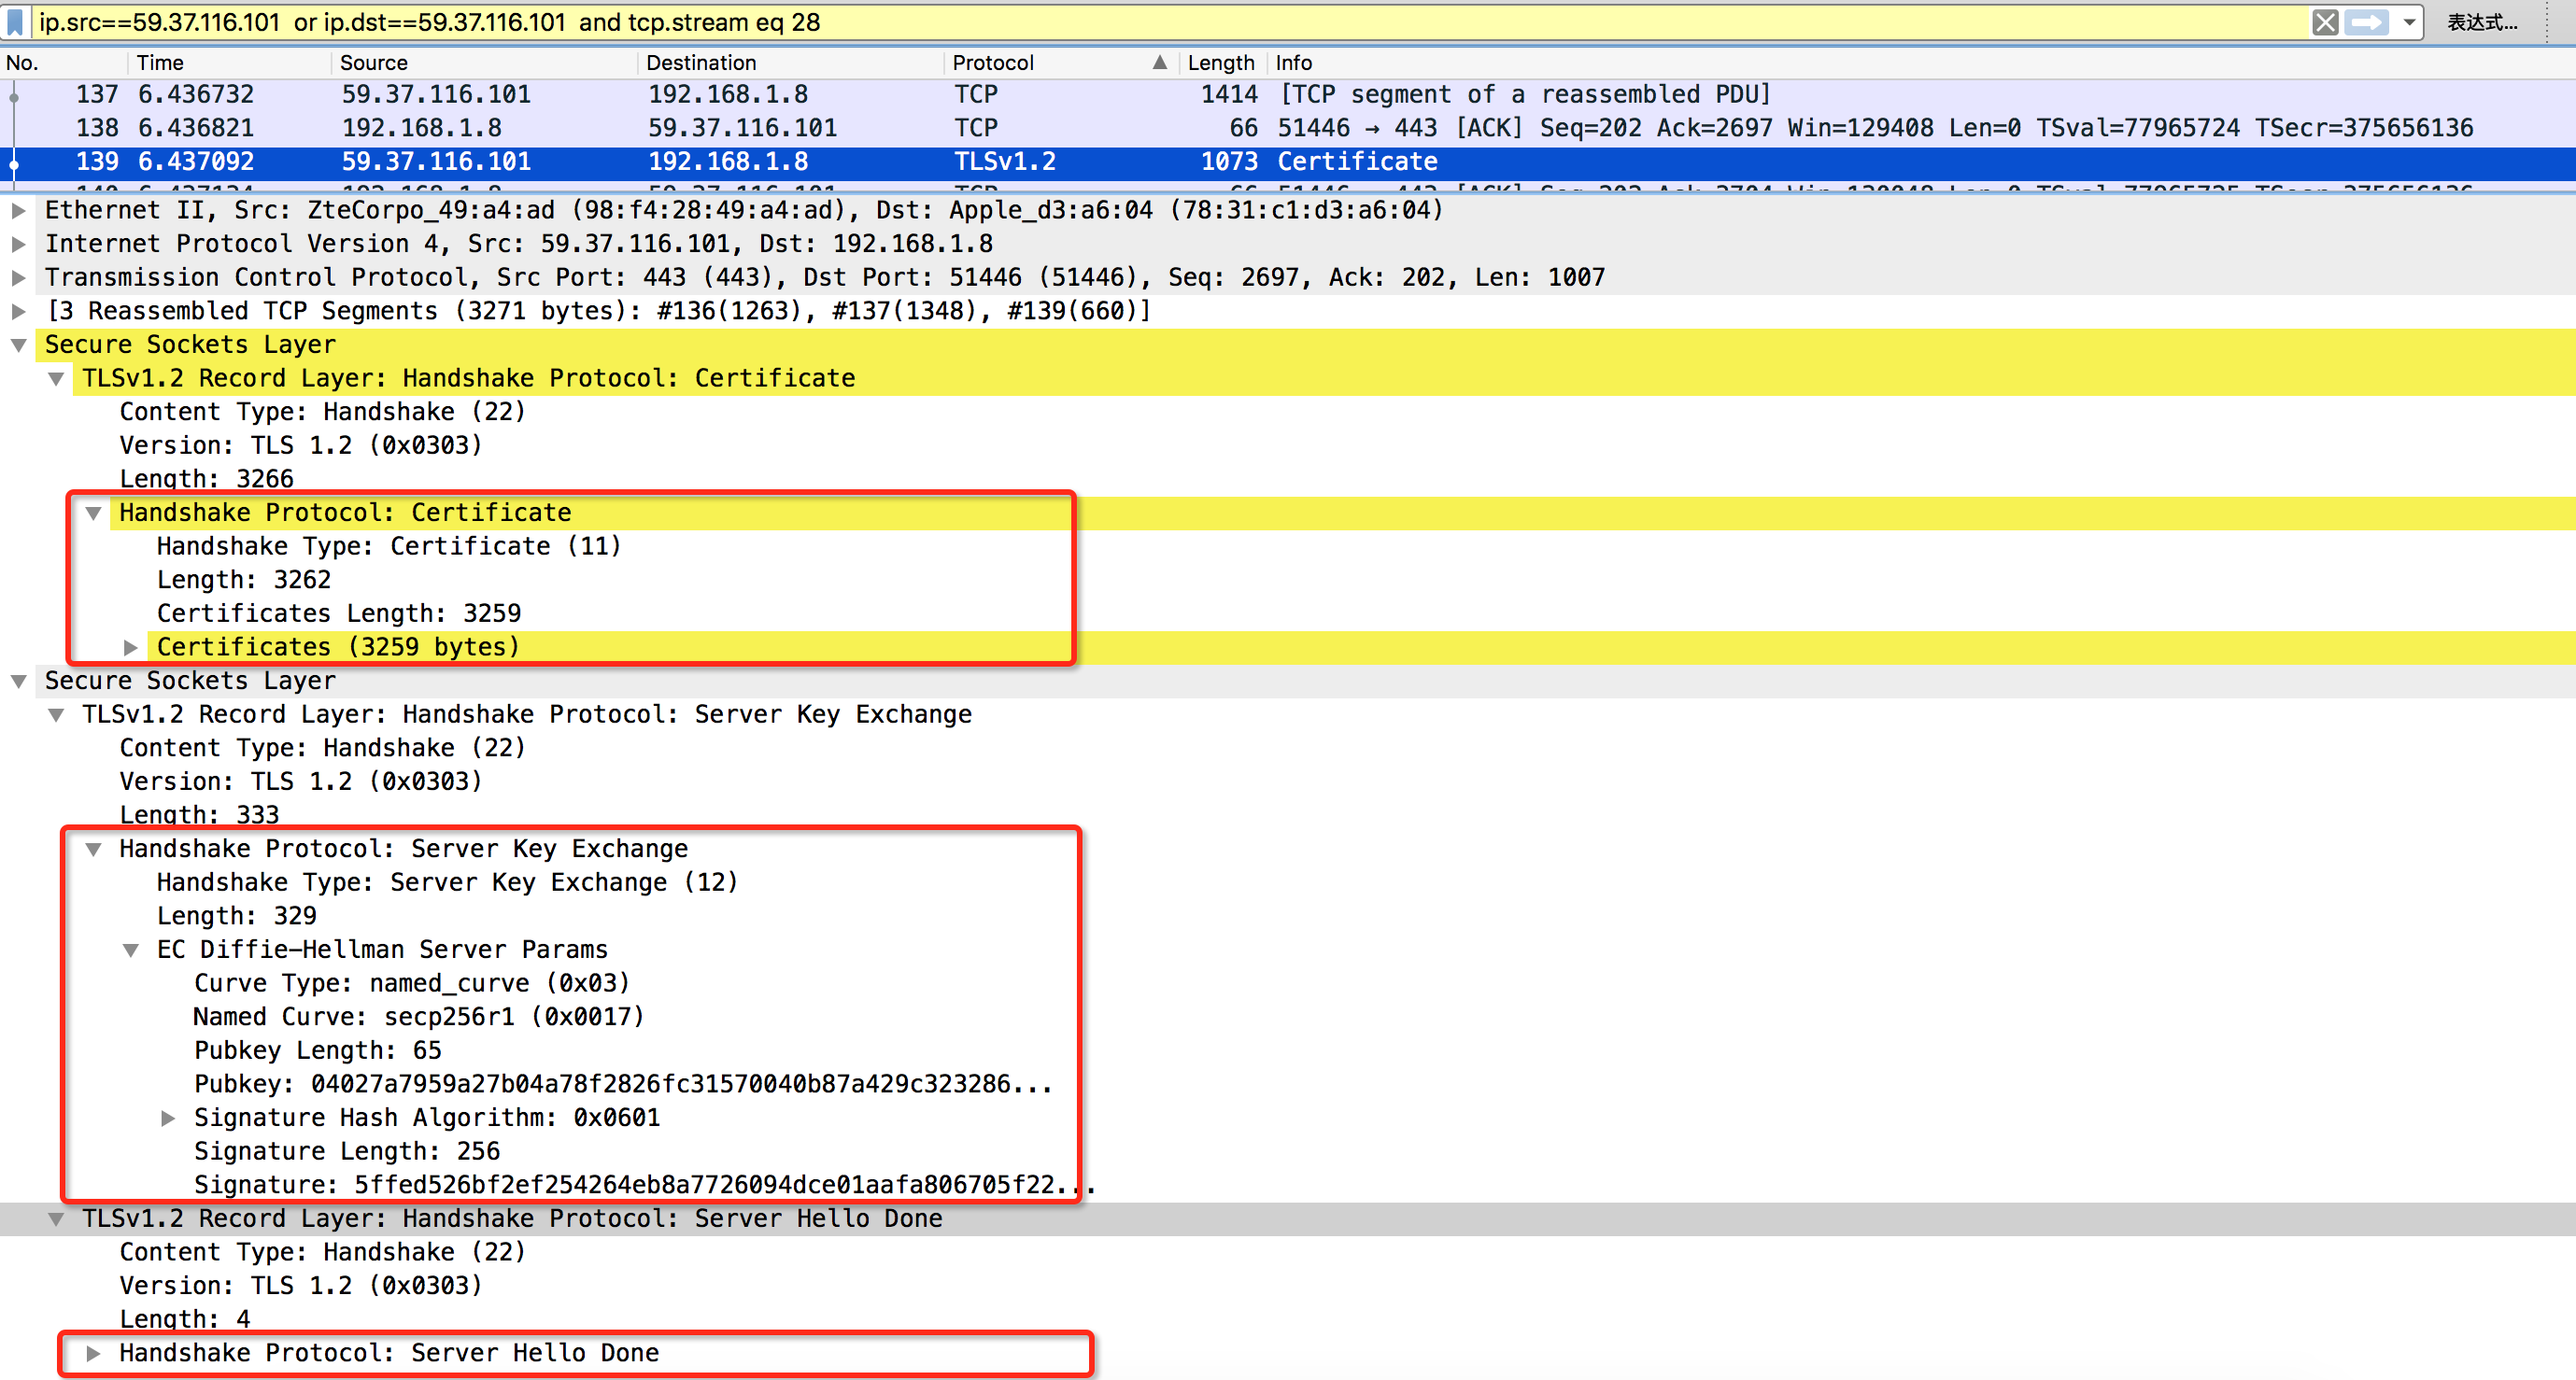 ip.src==59.37.116.101  or ip.dst==59.37.116.101  and tcp.stream eq 28 表达式…
No. Time Source Destination Protocol Length Info
137 6.436732 59.37.116.101 192.168.1.8 TCP 1414 [TCP segment of a reassembled PDU]
138 6.436821 192.168.1.8 59.37.116.101 TCP 66 51446 → 443 [ACK] Seq=202 Ack=2697 Win=129408 Len=0 TSval=77965724 TSecr=375656136
139 6.437092 59.37.116.101 192.168.1.8 TLSv1.2 1073 Certificate
Ethernet II, Src: ZteCorpo_49:a4:ad (98:f4:28:49:a4:ad), Dst: Apple_d3:a6:04 (78:31:c1:d3:a6:04)
Internet Protocol Version 4, Src: 59.37.116.101, Dst: 192.168.1.8
Transmission Control Protocol, Src Port: 443 (443), Dst Port: 51446 (51446), Seq: 2697, Ack: 202, Len: 1007
[3 Reassembled TCP Segments (3271 bytes): #136(1263), #137(1348), #139(660)]
Secure Sockets Layer
TLSv1.2 Record Layer: Handshake Protocol: Certificate
Content Type: Handshake (22)
Version: TLS 1.2 (0x0303)
Length: 3266
Handshake Protocol: Certificate
Handshake Type: Certificate (11)
Length: 3262
Certificates Length: 3259
Certificates (3259 bytes)
Secure Sockets Layer
TLSv1.2 Record Layer: Handshake Protocol: Server Key Exchange
Content Type: Handshake (22)
Version: TLS 1.2 (0x0303)
Length: 333
Handshake Protocol: Server Key Exchange
Handshake Type: Server Key Exchange (12)
Length: 329
EC Diffie-Hellman Server Params
Curve Type: named_curve (0x03)
Named Curve: secp256r1 (0x0017)
Pubkey Length: 65
Pubkey: 04027a7959a27b04a78f2826fc31570040b87a429c323286...
Signature Hash Algorithm: 0x0601
Signature Length: 256
Signature: 5ffed526bf2ef254264eb8a7726094dce01aafa806705f22...
TLSv1.2 Record Layer: Handshake Protocol: Server Hello Done
Content Type: Handshake (22)
Version: TLS 1.2 (0x0303)
Length: 4
Handshake Protocol: Server Hello Done